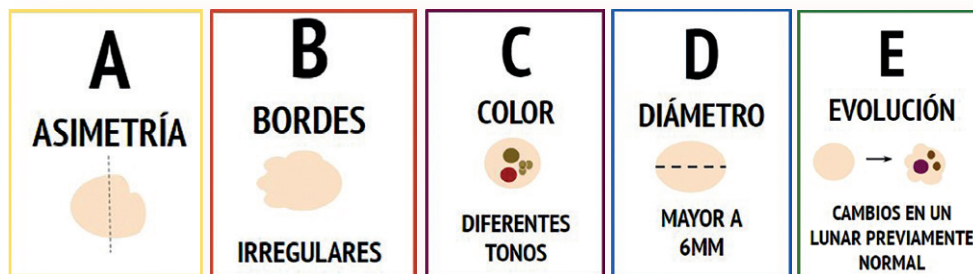 A
ASIMETRÍA
B
BORDES
IRREGULARES
C
COLOR
DIFERENTES
TONOS
D
DIÁMETRO
MAYOR A
6MM
E
EVOLUCIÓN
CAMBIOS EN UN
LUNAR PREVIAMENTE
NORMAL